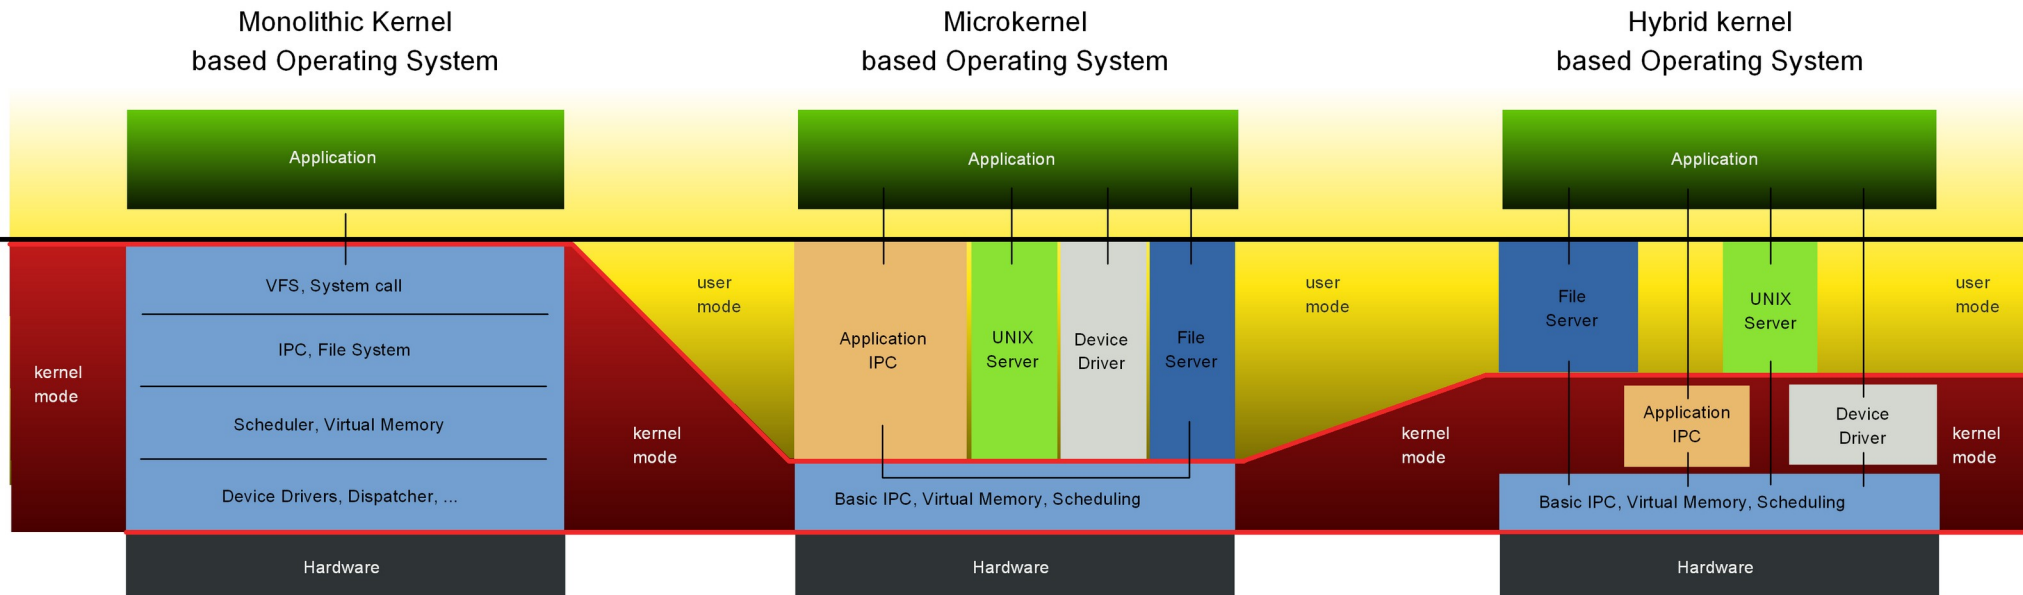 Monolithic Kernel
based Operating System
Microkernel
based Operating System
Hybrid kernel
based Operating System
Application
Application
Application
VFS, System call
IPC, File System
Scheduler, Virtual Memory
Device Drivers, Dispatcher, ...
kernel
mode
Hardware
user
mode
kernel
mode
Application
IPC
UNIX
Server
Device
Driver
File
Server
Basic IPC, Virtual Memory, Scheduling
Hardware
user
mode
kernel
mode
File
Server
UNIX
Server
Application
IPC
Device
Driver
Basic IPC, Virtual Memory, Scheduling
Hardware
user
mode
kernel
mode